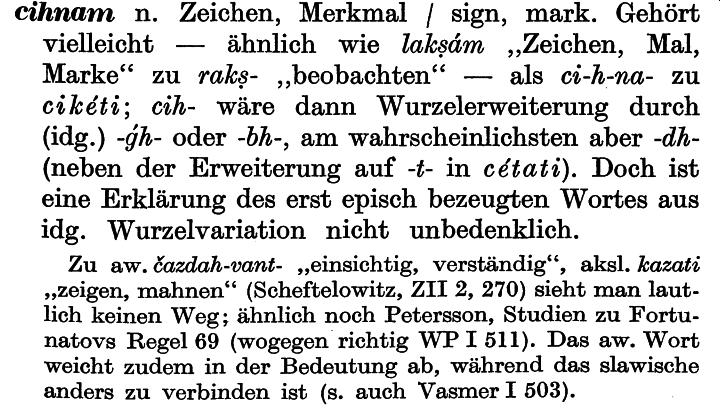 cihnam n. Zeichen, Merkmal / sign, mark. Gehört
vielleicht — ähnlich wie lakṣám „Zeichen, Mal,
Marke“ zu rakṣ- „beobachten“ — als ci-h-na- zu
cikéti; cih- wäre dann Wurzelerweiterung durch
(idg.) -ǵh- oder -bh-, am wahrscheinlichsten aber -dh-
(neben der Erweiterung auf -t- in cétati). Doch ist
eine Erklärung des erst episch bezeugten Wortes aus
idg. Wurzelvariation nicht unbedenklich.
Zu aw. čazdah-vant- „einsichtig, verständig“, aksl. kazati
„zeigen, mahnen“ (Scheftelowitz, ZII 2, 270) sieht man laut-
lich keinen Weg; ähnlich noch Petersson, Studien zu Fortu-
natovs Regel 69 (wogegen richtig WP I 511). Das aw. Wort
weicht zudem in der Bedeutung ab, während das slawische
anders zu verbinden ist (s. auch Vasmer I 503).